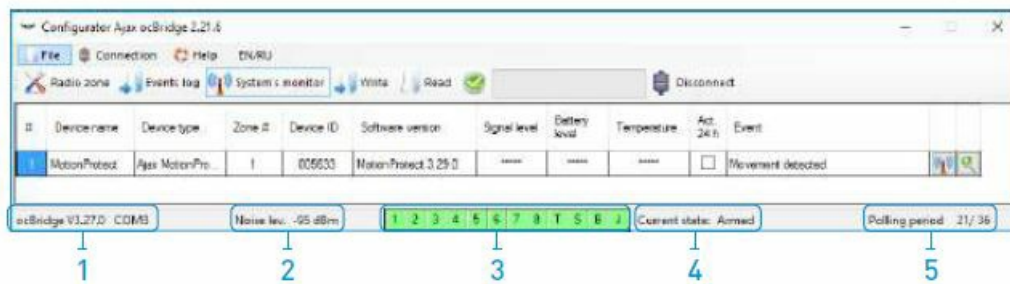 Configurator Ajax ocBridge 2.21.6
File Connection Help EN/RU
Radio zone Events log System's monitor Write Read Disconnect
# Device name Device type Zone # Device ID Software version Signal level Battery level Temperature Act. 24 h Event
1 MotionProtect Ajax MotionPro... 1 MotionProtect 3.29.0 ***** ***** ***** Movement detected
ocBridge V3.27.0 COM3 Noise lev. -95 dBm 1 2 3 4 5 6 7 8 T S B J Current state: Armed Polling period 21/ 36
1 2 3 4 5